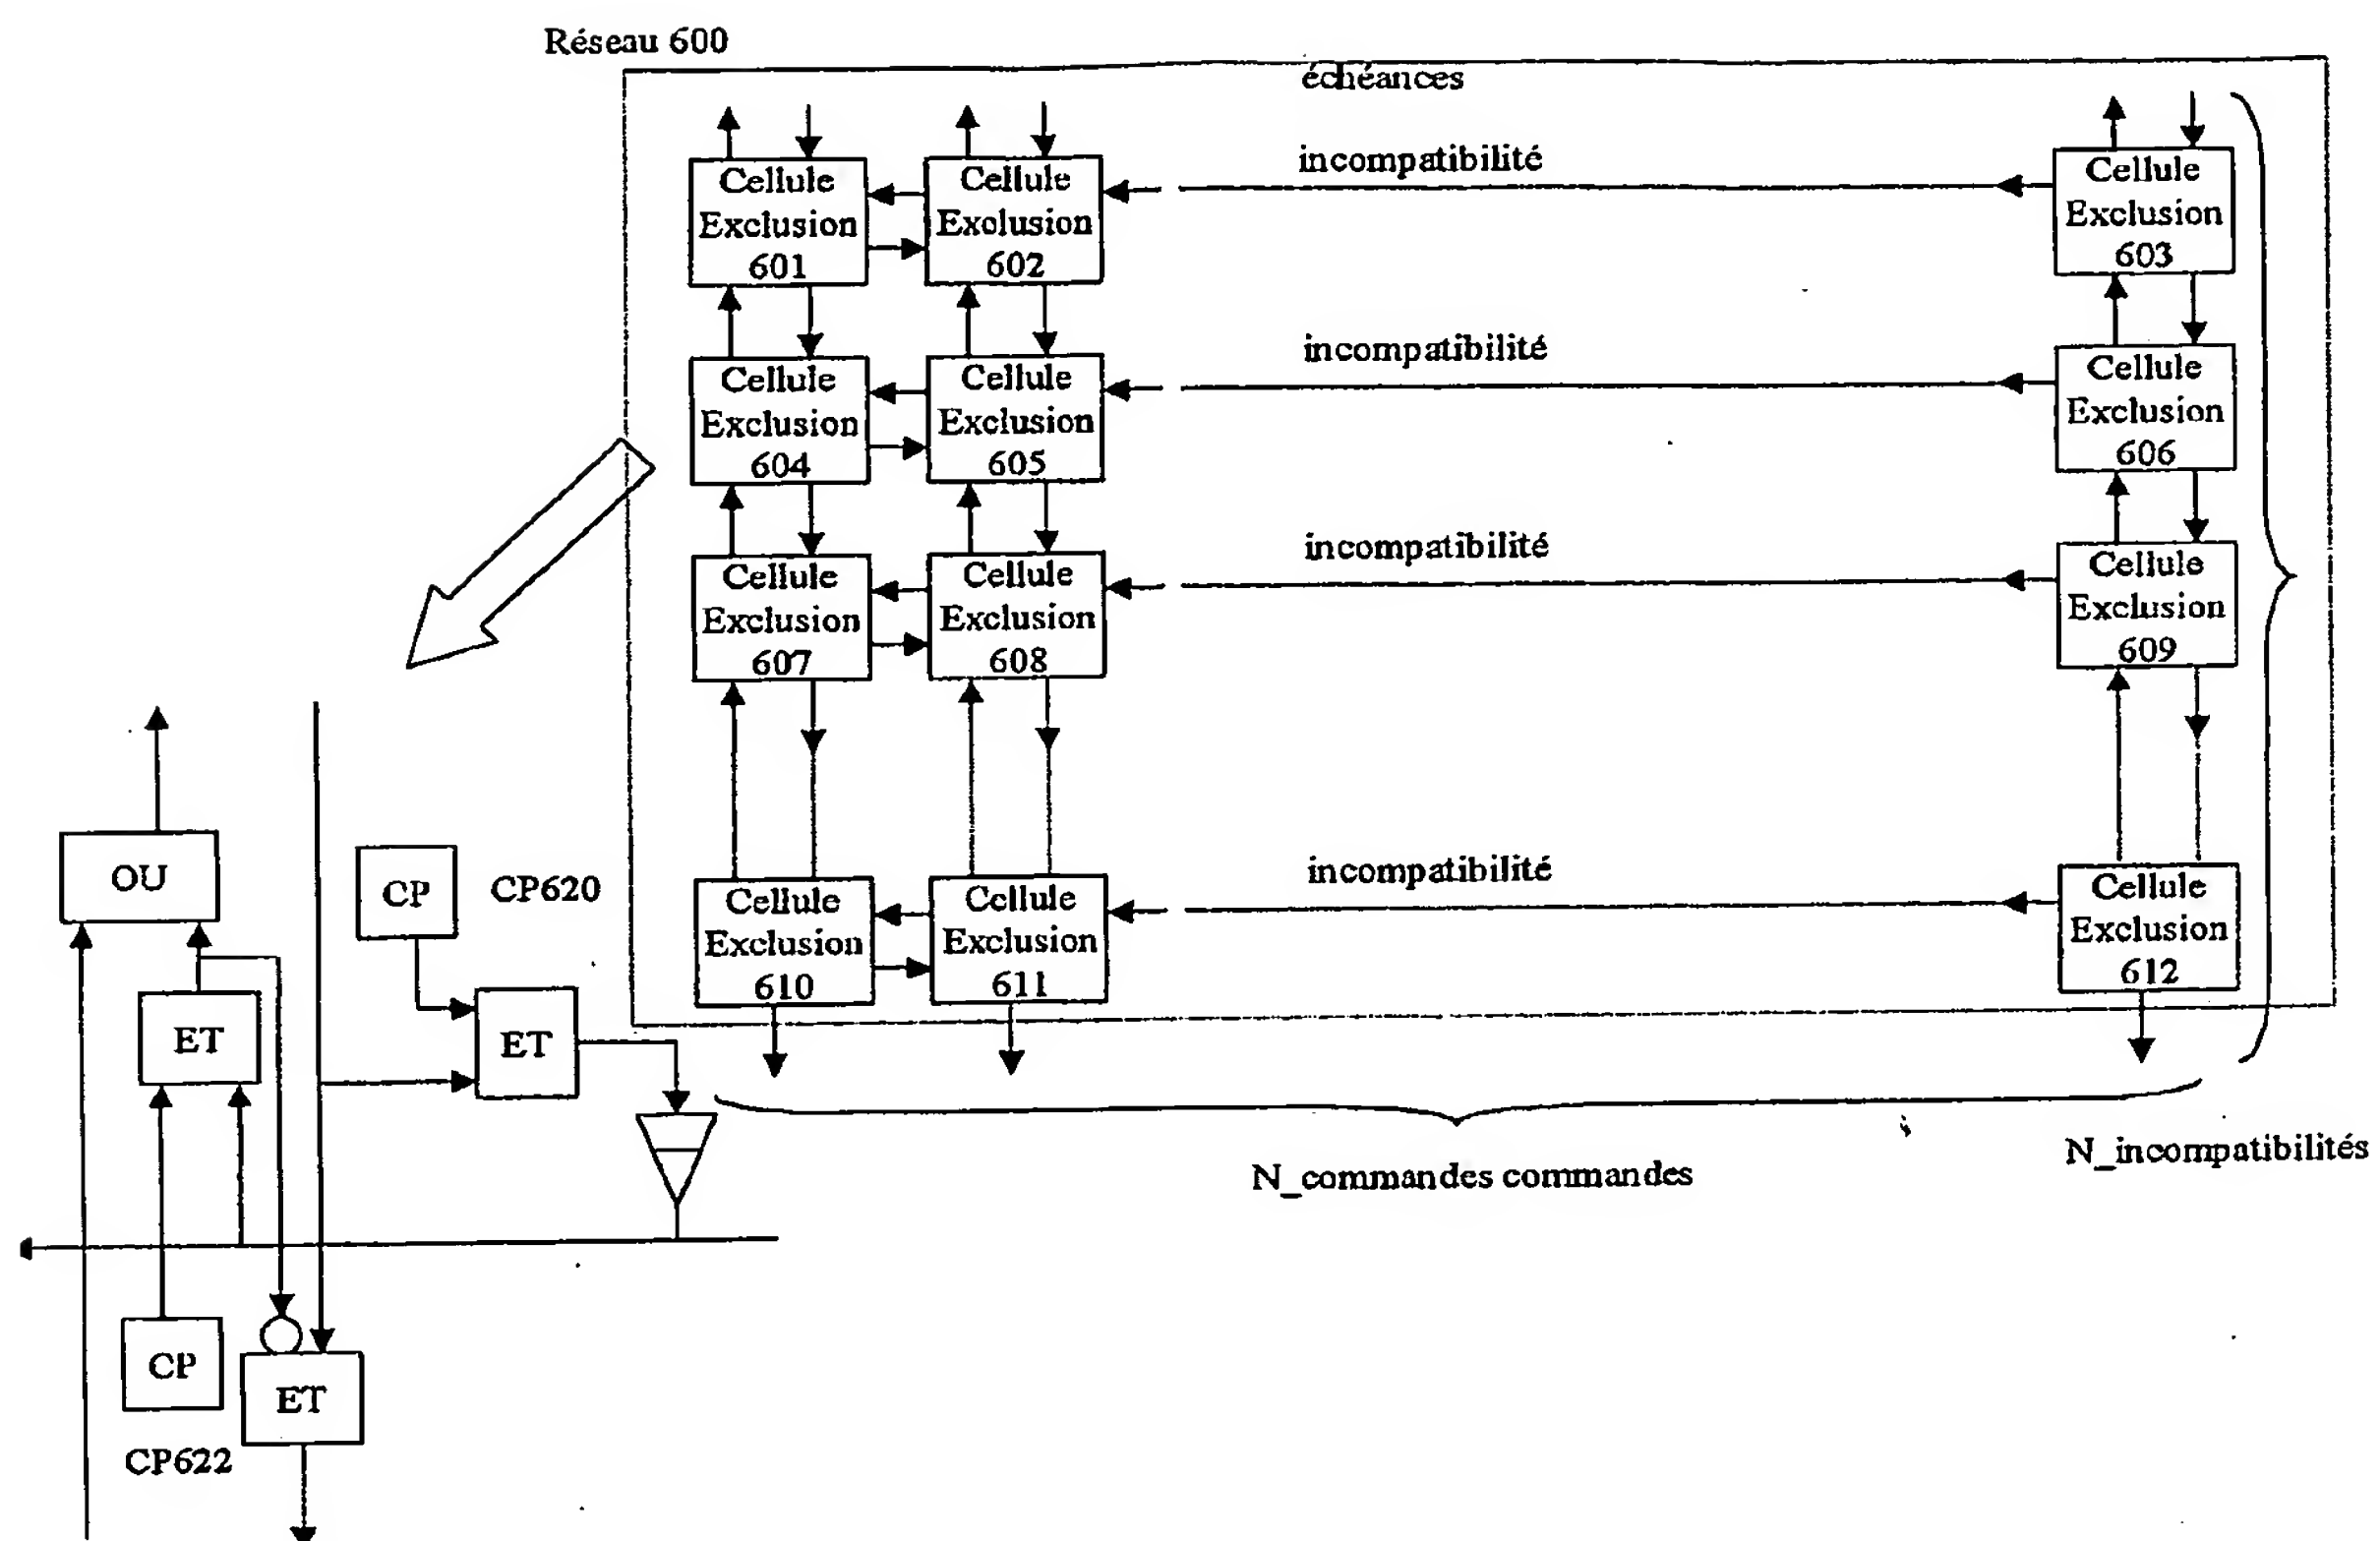 Réseau 600
échéances
Cellule
Exclusion
601
Cellule
Exolusion
602
incompatibilité
Cellule
Exclusion
603
Cellule
Exclusion
604
Cellule
Exclusion
605
incompatibilité
Cellule
Exclusion
606
Cellule
Exclusion
607
Cellule
Exclusion
608
incompatibilité
Cellule
Exclusion
609
Cellule
Exclusion
610
Cellule
Exclusion
611
incompatibilité
Cellule
Exclusion
612
N_commandes commandes
N_incompatibilités
OU
CP
CP620
ET
ET
CP
ET
CP622